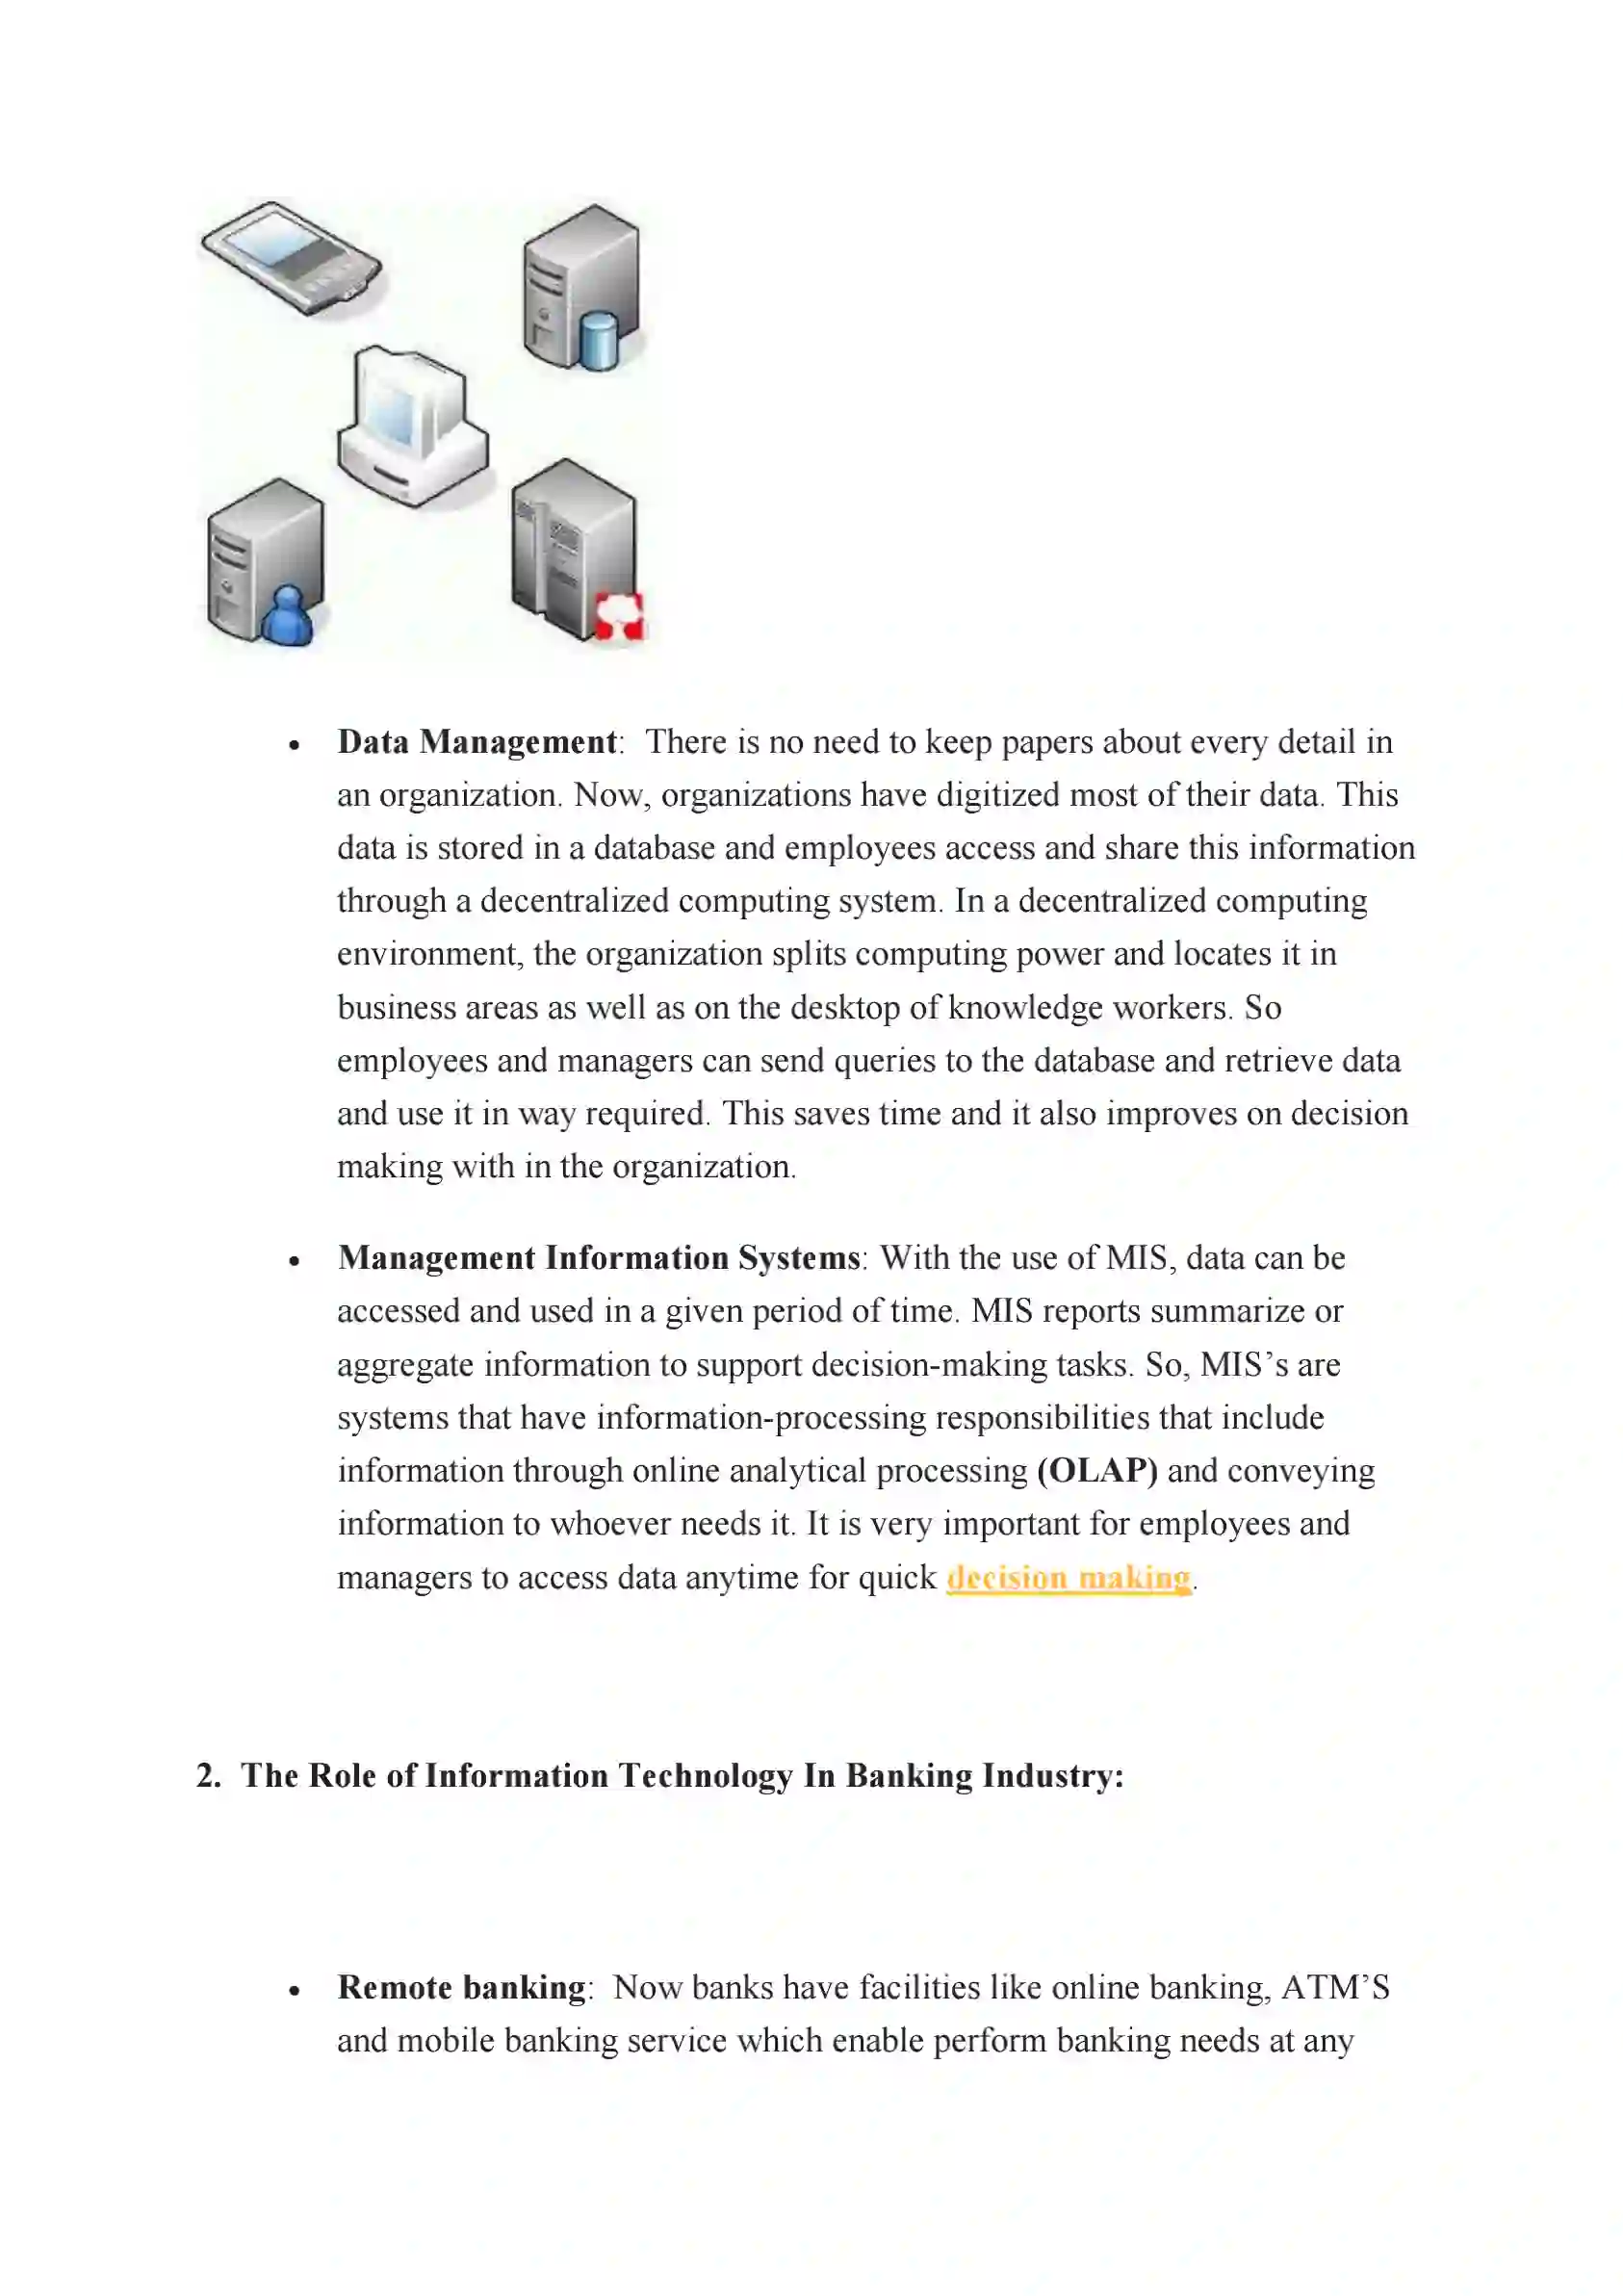 • Data Management:  There is no need to keep papers about every detail in
an organization. Now, organizations have digitized most of their data. This
data is stored in a database and employees access and share this information
through a decentralized computing system. In a decentralized computing
environment, the organization splits computing power and locates it in
business areas as well as on the desktop of knowledge workers. So
employees and managers can send queries to the database and retrieve data
and use it in way required. This saves time and it also improves on decision
making with in the organization.
• Management Information Systems: With the use of MIS, data can be
accessed and used in a given period of time. MIS reports summarize or
aggregate information to support decision-making tasks. So, MIS’s are
systems that have information-processing responsibilities that include
information through online analytical processing (OLAP) and conveying
information to whoever needs it. It is very important for employees and
managers to access data anytime for quick decision making.
2.  The Role of Information Technology In Banking Industry:
• Remote banking:  Now banks have facilities like online banking, ATM’S
and mobile banking service which enable perform banking needs at any